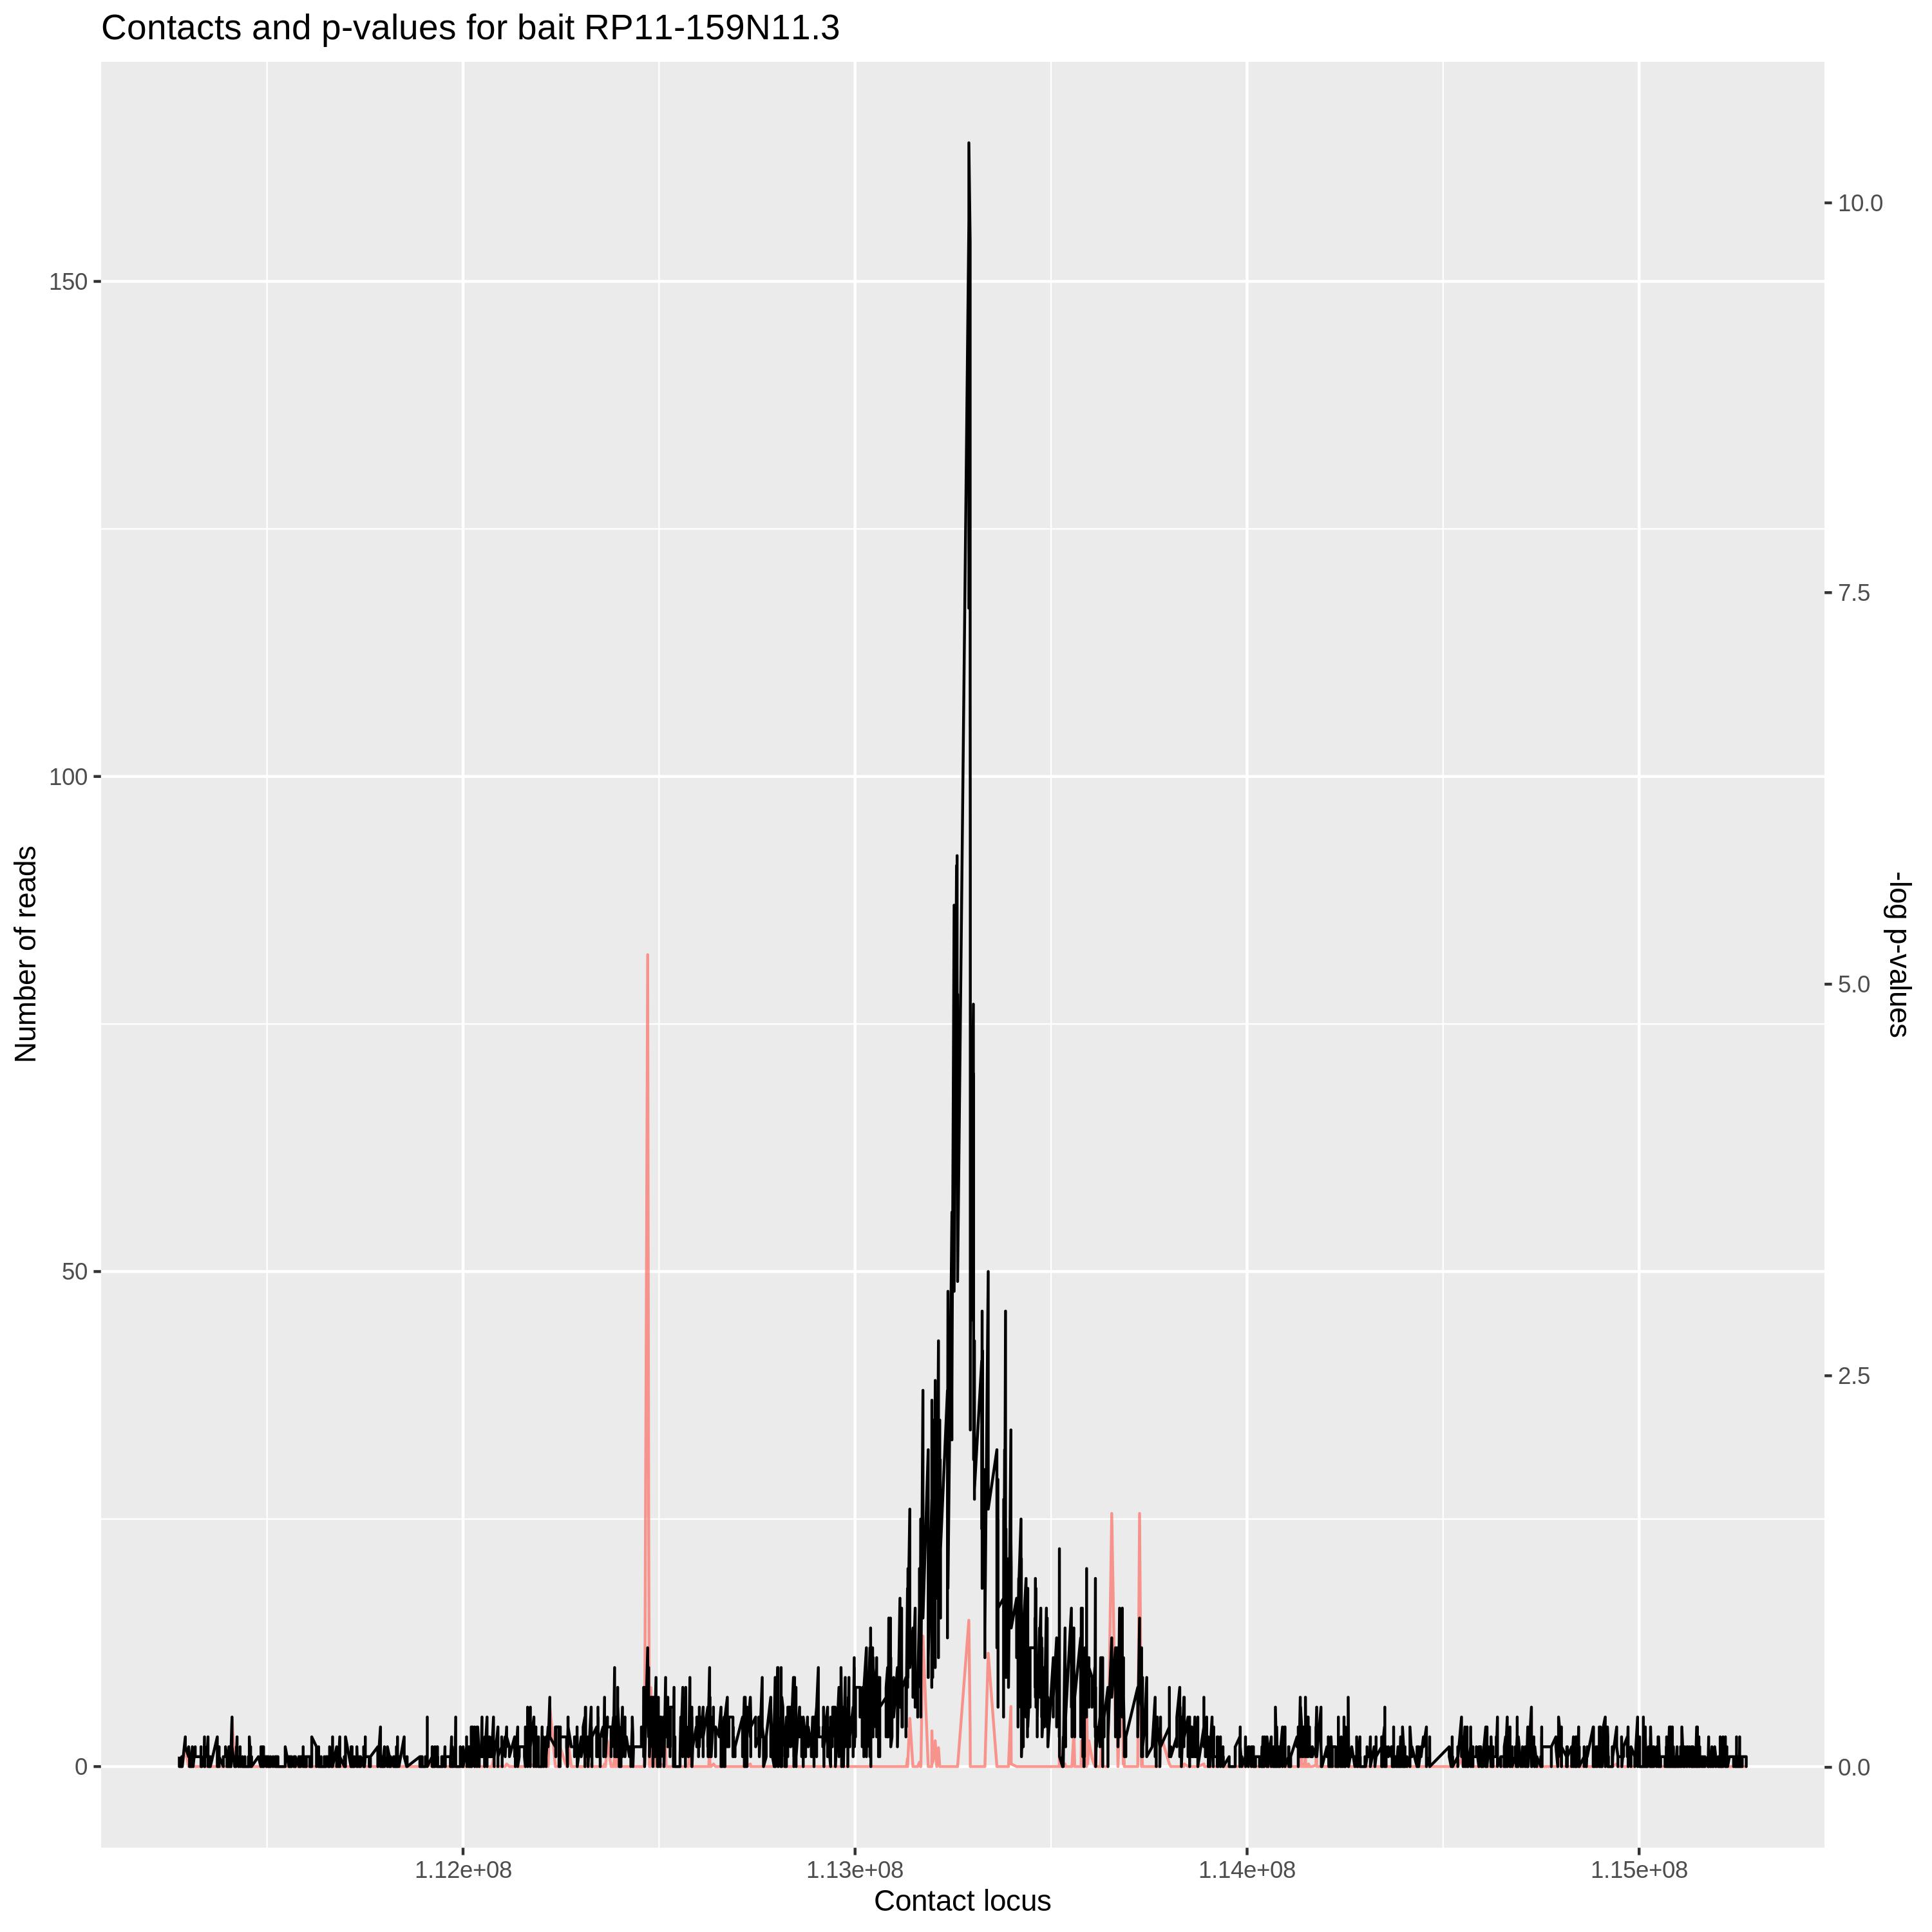 Contacts and p-values for bait RP11-159N11.3
150
100
50
0
Number of reads
10.0
7.5
5.0
2.5
0.0
-log p-values
1.12e+08
1.13e+08
1.14e+08
1.15e+08
Contact locus